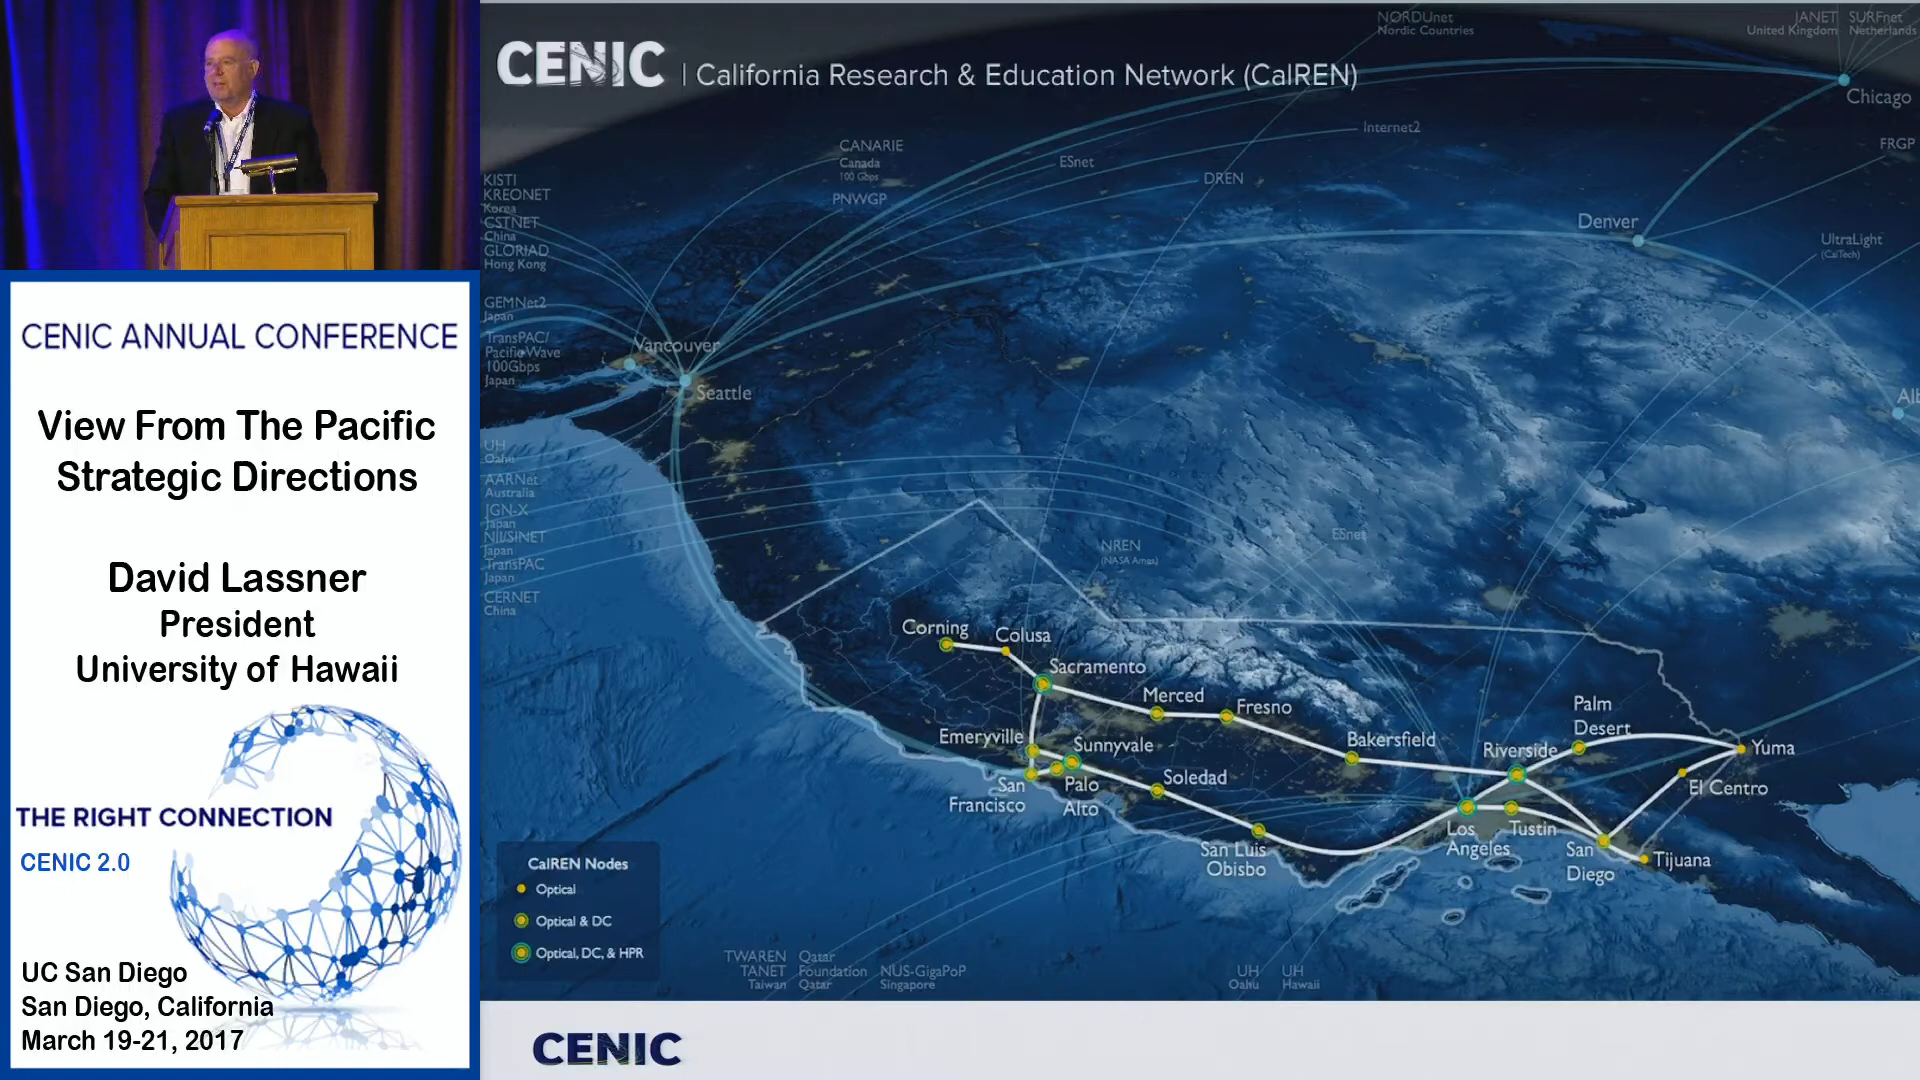 CENIC ANNUAL CONFERENCE
View From The Pacific
Strategic Directions
David Lassner
President
University of Hawaii
THE RIGHT CONNECTION
CENIC 2.0
UC San Diego
San Diego, California
March 19-21, 2017
CENIC | California Research & Education Network (CalREN)
NORDUnet
Nordic Countries
JANET
United Kingdom
SURFnet
Netherlands
Chicago
Internet2
FRGP
CANARIE
Canada
100 Gbps
ESnet
DREN
PNWGP
KISTI
KREONET
Korea
CSTNET
China
GLORIAD
Hong Kong
Denver
UltraLight
(CalTech)
GEMNet2
Japan
TransPAC/
PacificWave
100Gbps
Japan
Vancouver
Seattle
UH
Oahu
AARNet
Australia
JGN-X
Japan
NII/SINET
Japan
TransPAC
Japan
CERNET
China
ESnet
NREN
(NASA Ames)
Corning
Colusa
Sacramento
Merced
Fresno
Emeryville
Sunnyvale
San
Francisco
Palo
Alto
Soledad
Bakersfield
Riverside
Palm
Desert
Yuma
El Centro
San Luis
Obisbo
Los
Angeles
Tustin
San
Diego
Tijuana
CalREN Nodes
Optical
Optical & DC
Optical, DC, & HPR
TWAREN
TANET
Taiwan
Qatar
Foundation
Qatar
NUS-GigaPoP
Singapore
UH
Oahu
UH
Hawaii
CENIC